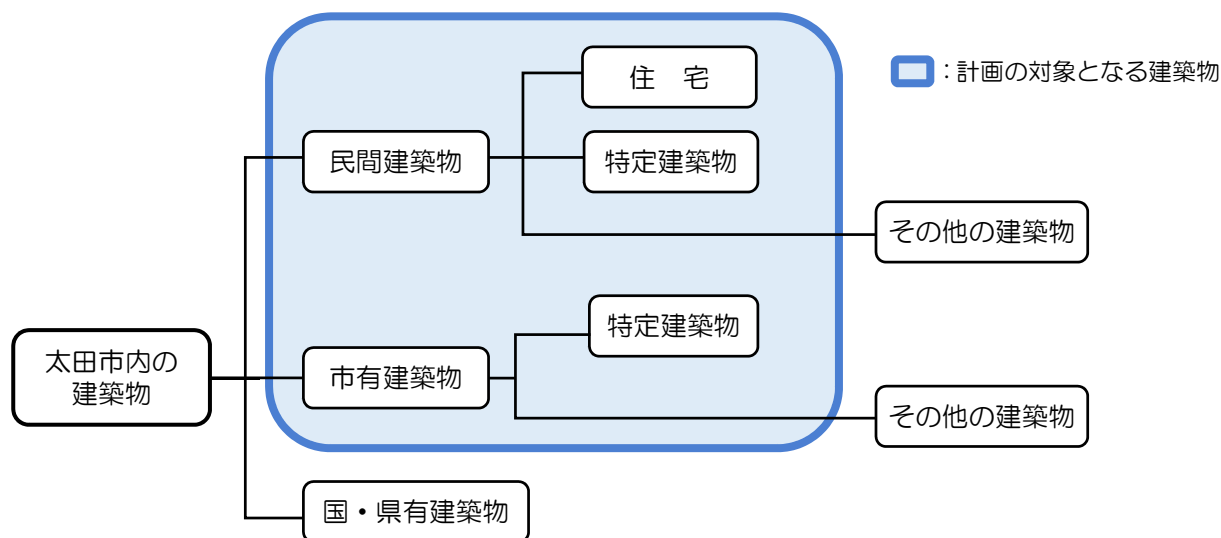 住　宅
：計画の対象となる建築物
民間建築物
特定建築物
その他の建築物
特定建築物
太田市内の
建築物
市有建築物
その他の建築物
国・県有建築物